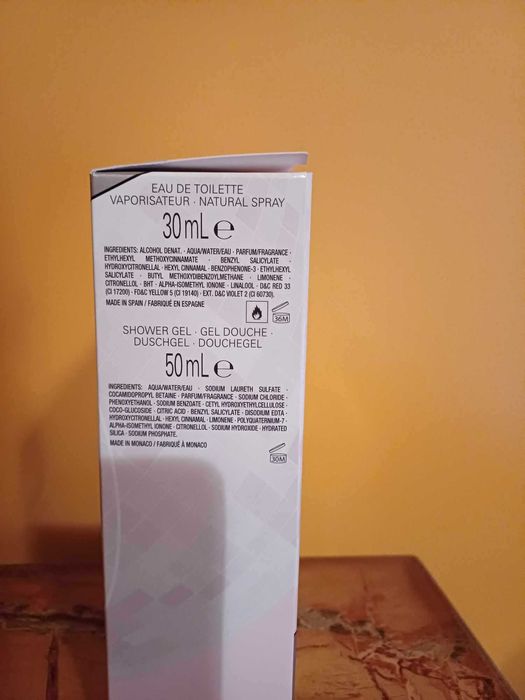 EAU DE TOILETTE
VAPORISATEUR · NATURAL SPRAY
30 mL ℮
INGREDIENTS: ALCOHOL DENAT. · AQUA/WATER/EAU · PARFUM/FRAGRANCE ·
ETHYLHEXYL METHOXYCINNAMATE · BENZYL SALICYLATE ·
HYDROXYCITRONELLAL · HEXYL CINNAMAL · BENZOPHENONE-3 · ETHYLHEXYL
SALICYLATE · BUTYL METHOXYDIBENZOYLMETHANE · LIMONENE ·
CITRONELLOL · BHT · ALPHA-ISOMETHYL IONONE · LINALOOL · D&C RED 33
(CI 17200) · FD&C YELLOW 5 (CI 19140) · EXT. D&C VIOLET 2 (CI 60730).
MADE IN SPAIN / FABRIQUÉ EN ESPAGNE
36M
SHOWER GEL · GEL DOUCHE ·
DUSCHGEL · DOUCHEGEL
50 mL ℮
INGREDIENTS: AQUA/WATER/EAU · SODIUM LAURETH SULFATE ·
COCAMIDOPROPYL BETAINE · PARFUM/FRAGRANCE · SODIUM CHLORIDE ·
PHENOXYETHANOL · SODIUM BENZOATE · CETYL HYDROXYETHYLCELLULOSE ·
COCO-GLUCOSIDE · CITRIC ACID · BENZYL SALICYLATE · DISODIUM EDTA ·
HYDROXYCITRONELLAL · HEXYL CINNAMAL · LIMONENE · POLYQUATERNIUM-7 ·
ALPHA-ISOMETHYL IONONE · CITRONELLOL · SODIUM HYDROXIDE · HYDRATED
SILICA · SODIUM PHOSPHATE.
MADE IN MONACO / FABRIQUÉ À MONACO
30M